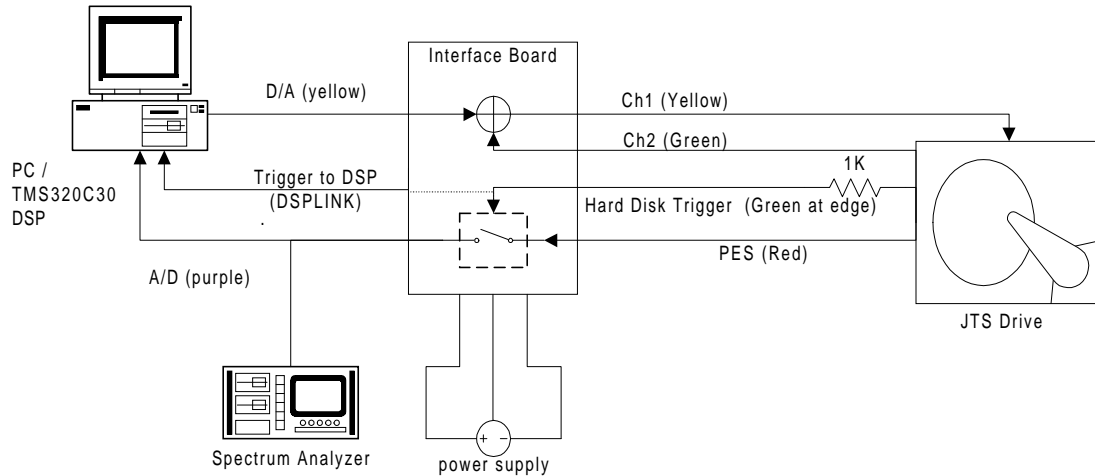 Interface Board
D/A (yellow)
Ch1 (Yellow)
Ch2 (Green)
1K
PC /
TMS320C30
DSP
Trigger to DSP
(DSPLINK)
Hard Disk Trigger (Green at edge)
PES (Red)
A/D (purple)
JTS Drive
+ −
Spectrum Analyzer
power supply